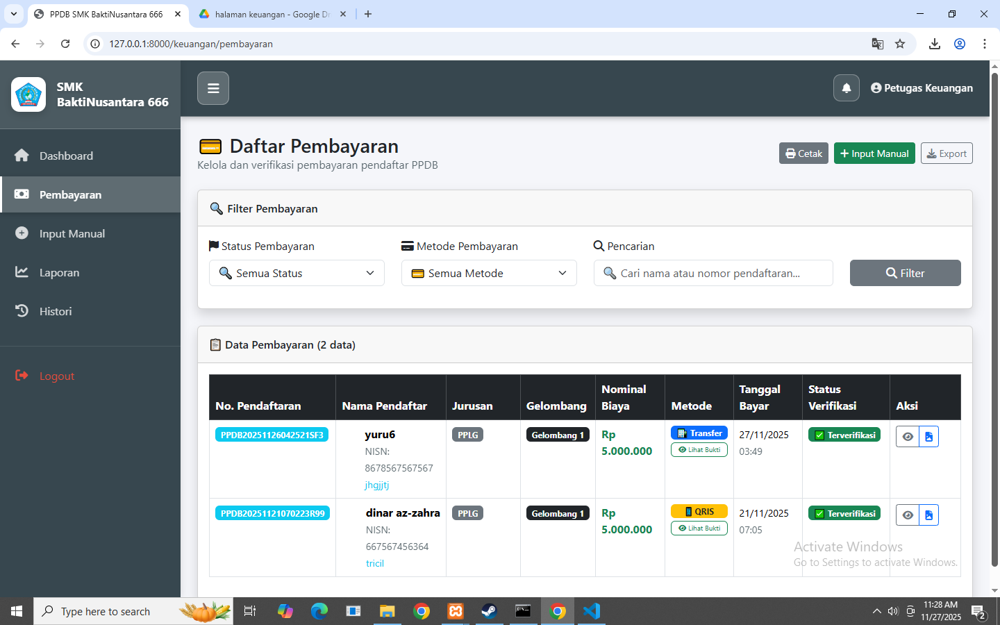 PPDB SMK BaktiNusantara 666
halaman keuangan - Google Dr
127.0.0.1:8000/keuangan/pembayaran
SMK
BaktiNusantara 666
Petugas Keuangan
Dashboard
Pembayaran
Input Manual
Laporan
Histori
Logout
Daftar Pembayaran
Kelola dan verifikasi pembayaran pendaftar PPDB
Cetak
Input Manual
Export
Filter Pembayaran
Status Pembayaran
Metode Pembayaran
Pencarian
Semua Status
Semua Metode
Cari nama atau nomor pendaftaran...
Filter
Data Pembayaran (2 data)
No. Pendaftaran
Nama Pendaftar
Jurusan
Gelombang
Nominal
Biaya
Metode
Tanggal
Bayar
Status
Verifikasi
Aksi
PPDB20251126042521SF3
yuru6
NISN:
8678567567567
jhgjjtj
PPLG
Gelombang 1
Rp
5.000.000
Transfer
Lihat Bukti
27/11/2025
03:49
Terverifikasi
PPDB20251121070223R99
dinar az-zahra
NISN:
667567456364
tricil
PPLG
Gelombang 1
Rp
5.000.000
QRIS
Lihat Bukti
21/11/2025
07:05
Terverifikasi
Activate Windows
Go to Settings to activate Windows.
Type here to search
11:28 AM
11/27/2025
2